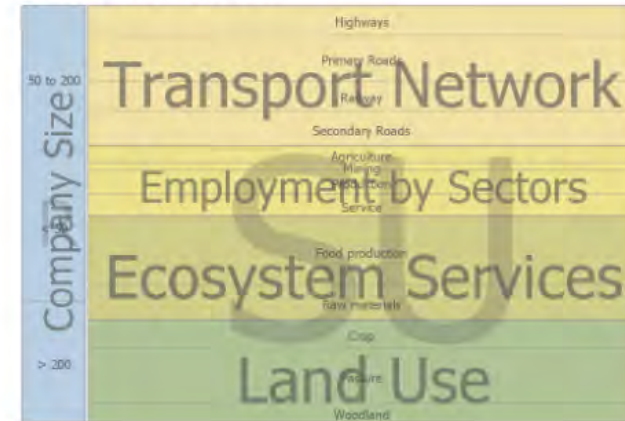 Highways
Primary Roads
Transport Network
Railway
Secondary Roads
50 to 200
Company Size
> 200
Agriculture
Mining
Employment by Sectors
Service
SU
Food production
Ecosystem Services
Raw materials
Crop
Land Use
Pasture
Woodland